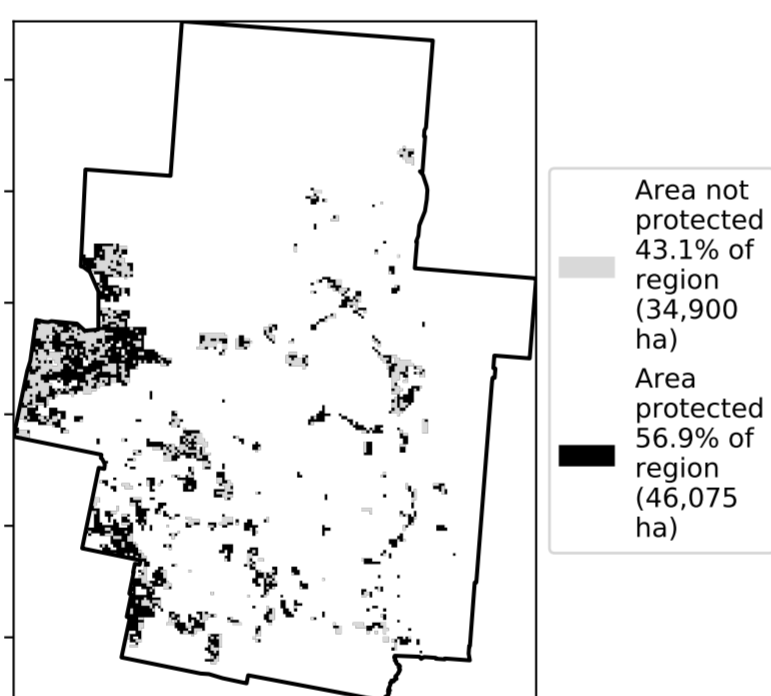 Area not
protected
43.1% of
region
(34,900
ha)
Area
protected
56.9% of
region
(46,075
ha)